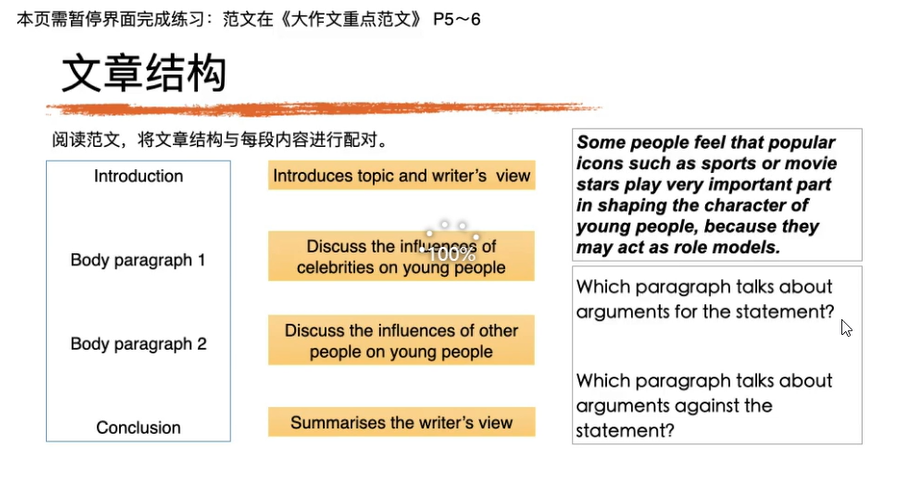 本页需暂停界面完成练习：范文在《大作文重点范文》 P5～6
文章结构
阅读范文，将文章结构与每段内容进行配对。
Introduction
Body paragraph 1
Body paragraph 2
Conclusion
Introduces topic and writer's view
Discuss the influences of
celebrities on young people
100%
Discuss the influences of other
people on young people
Summarises the writer's view
Some people feel that popular
icons such as sports or movie
stars play very important part
in shaping the character of
young people, because they
may act as role models.
Which paragraph talks about
arguments for the statement?
Which paragraph talks about
arguments against the
statement?